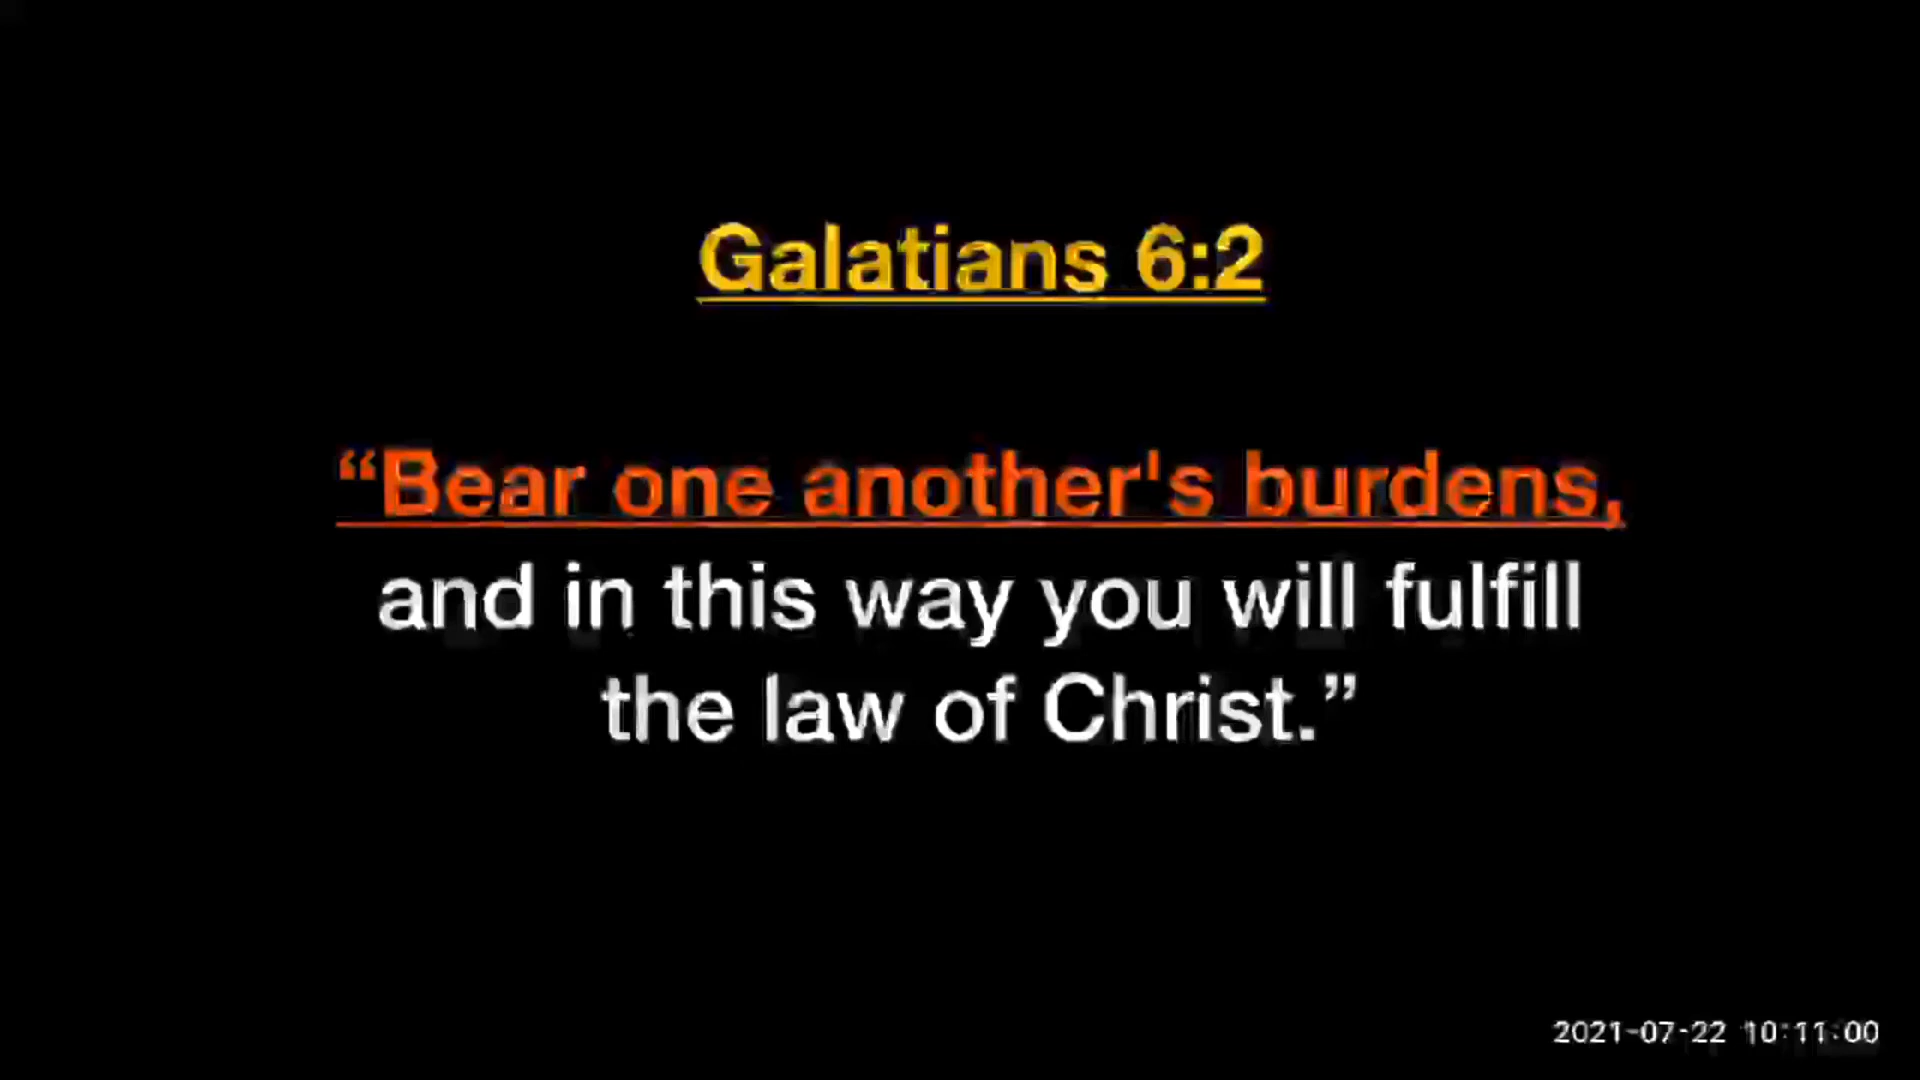 Galatians 6:2
“Bear one another's burdens,
and in this way you will fulfill
the law of Christ.”
2021-07-22 10:11:00